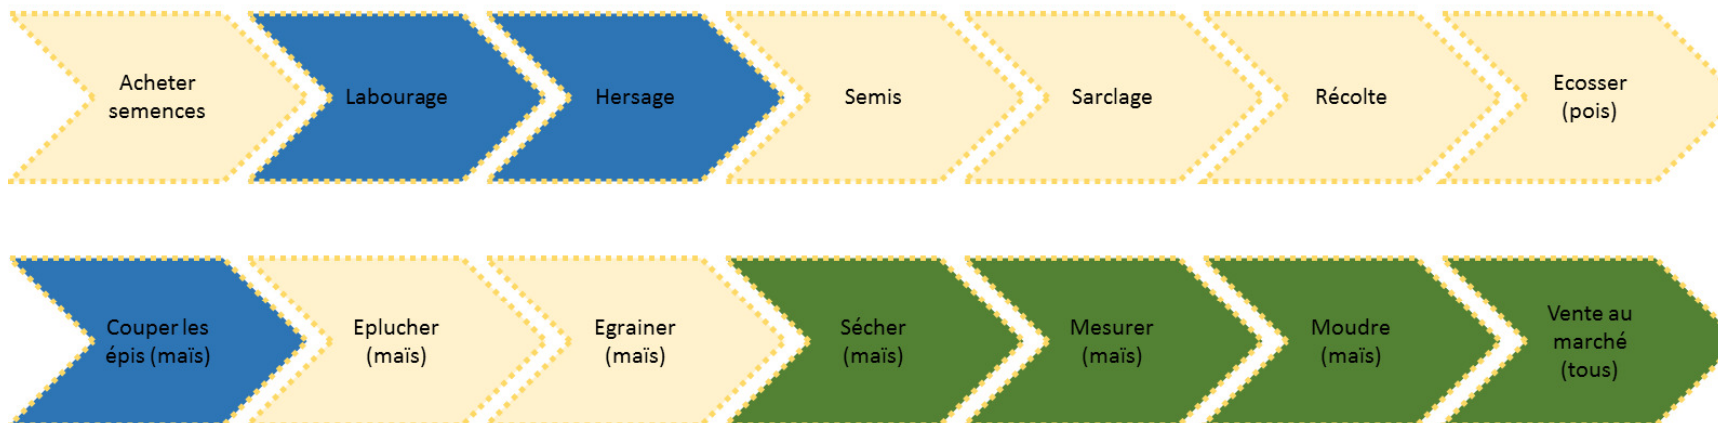 Acheter
semences
Labourage
Hersage
Semis
Sarclage
Récolte
Ecosser
(pois)
Couper les
épis (maïs)
Eplucher
(maïs)
Egrainer
(maïs)
Sécher
(maïs)
Mesurer
(maïs)
Moudre
(maïs)
Vente au
marché
(tous)